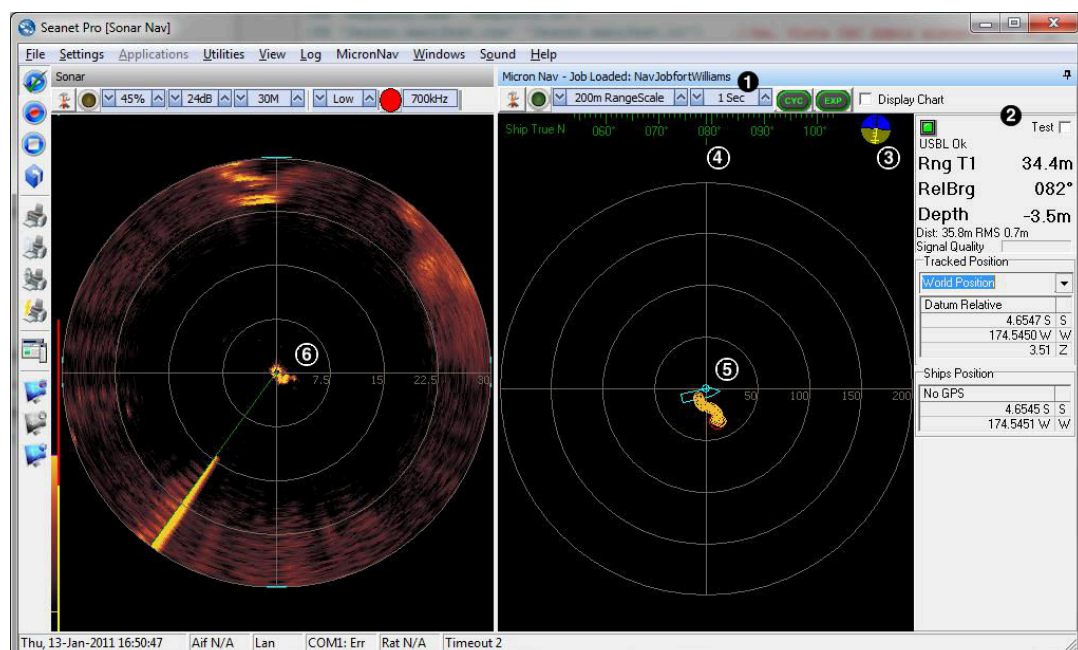 Seanet Pro [Sonar Nav]
File Settings Applications Utilities View Log MicronNav Windows Sound Help
Sonar
45% 24dB 30M Low 700kHz
7.5 15 22.5 30
6
Micron Nav - Job Loaded: NavJobfortWilliams
1
200m RangeScale 1 Sec CYC EXP Display Chart
Ship True N 060° 070° 080° 090° 100°
4
3
5
50 100 150 200
2
Test
USBL Ok
Rng T1 34.4m
RelBrg 082°
Depth -3.5m
Dist: 35.8m RMS 0.7m
Signal Quality
Tracked Position
World Position
Datum Relative
4.6547 S S
174.5450 W W
3.51 Z
Ships Position
No GPS
4.6545 S S
174.5451 W W
Thu, 13-Jan-2011 16:50:47 Aif N/A Lan COM1: Err Rat N/A Timeout 2